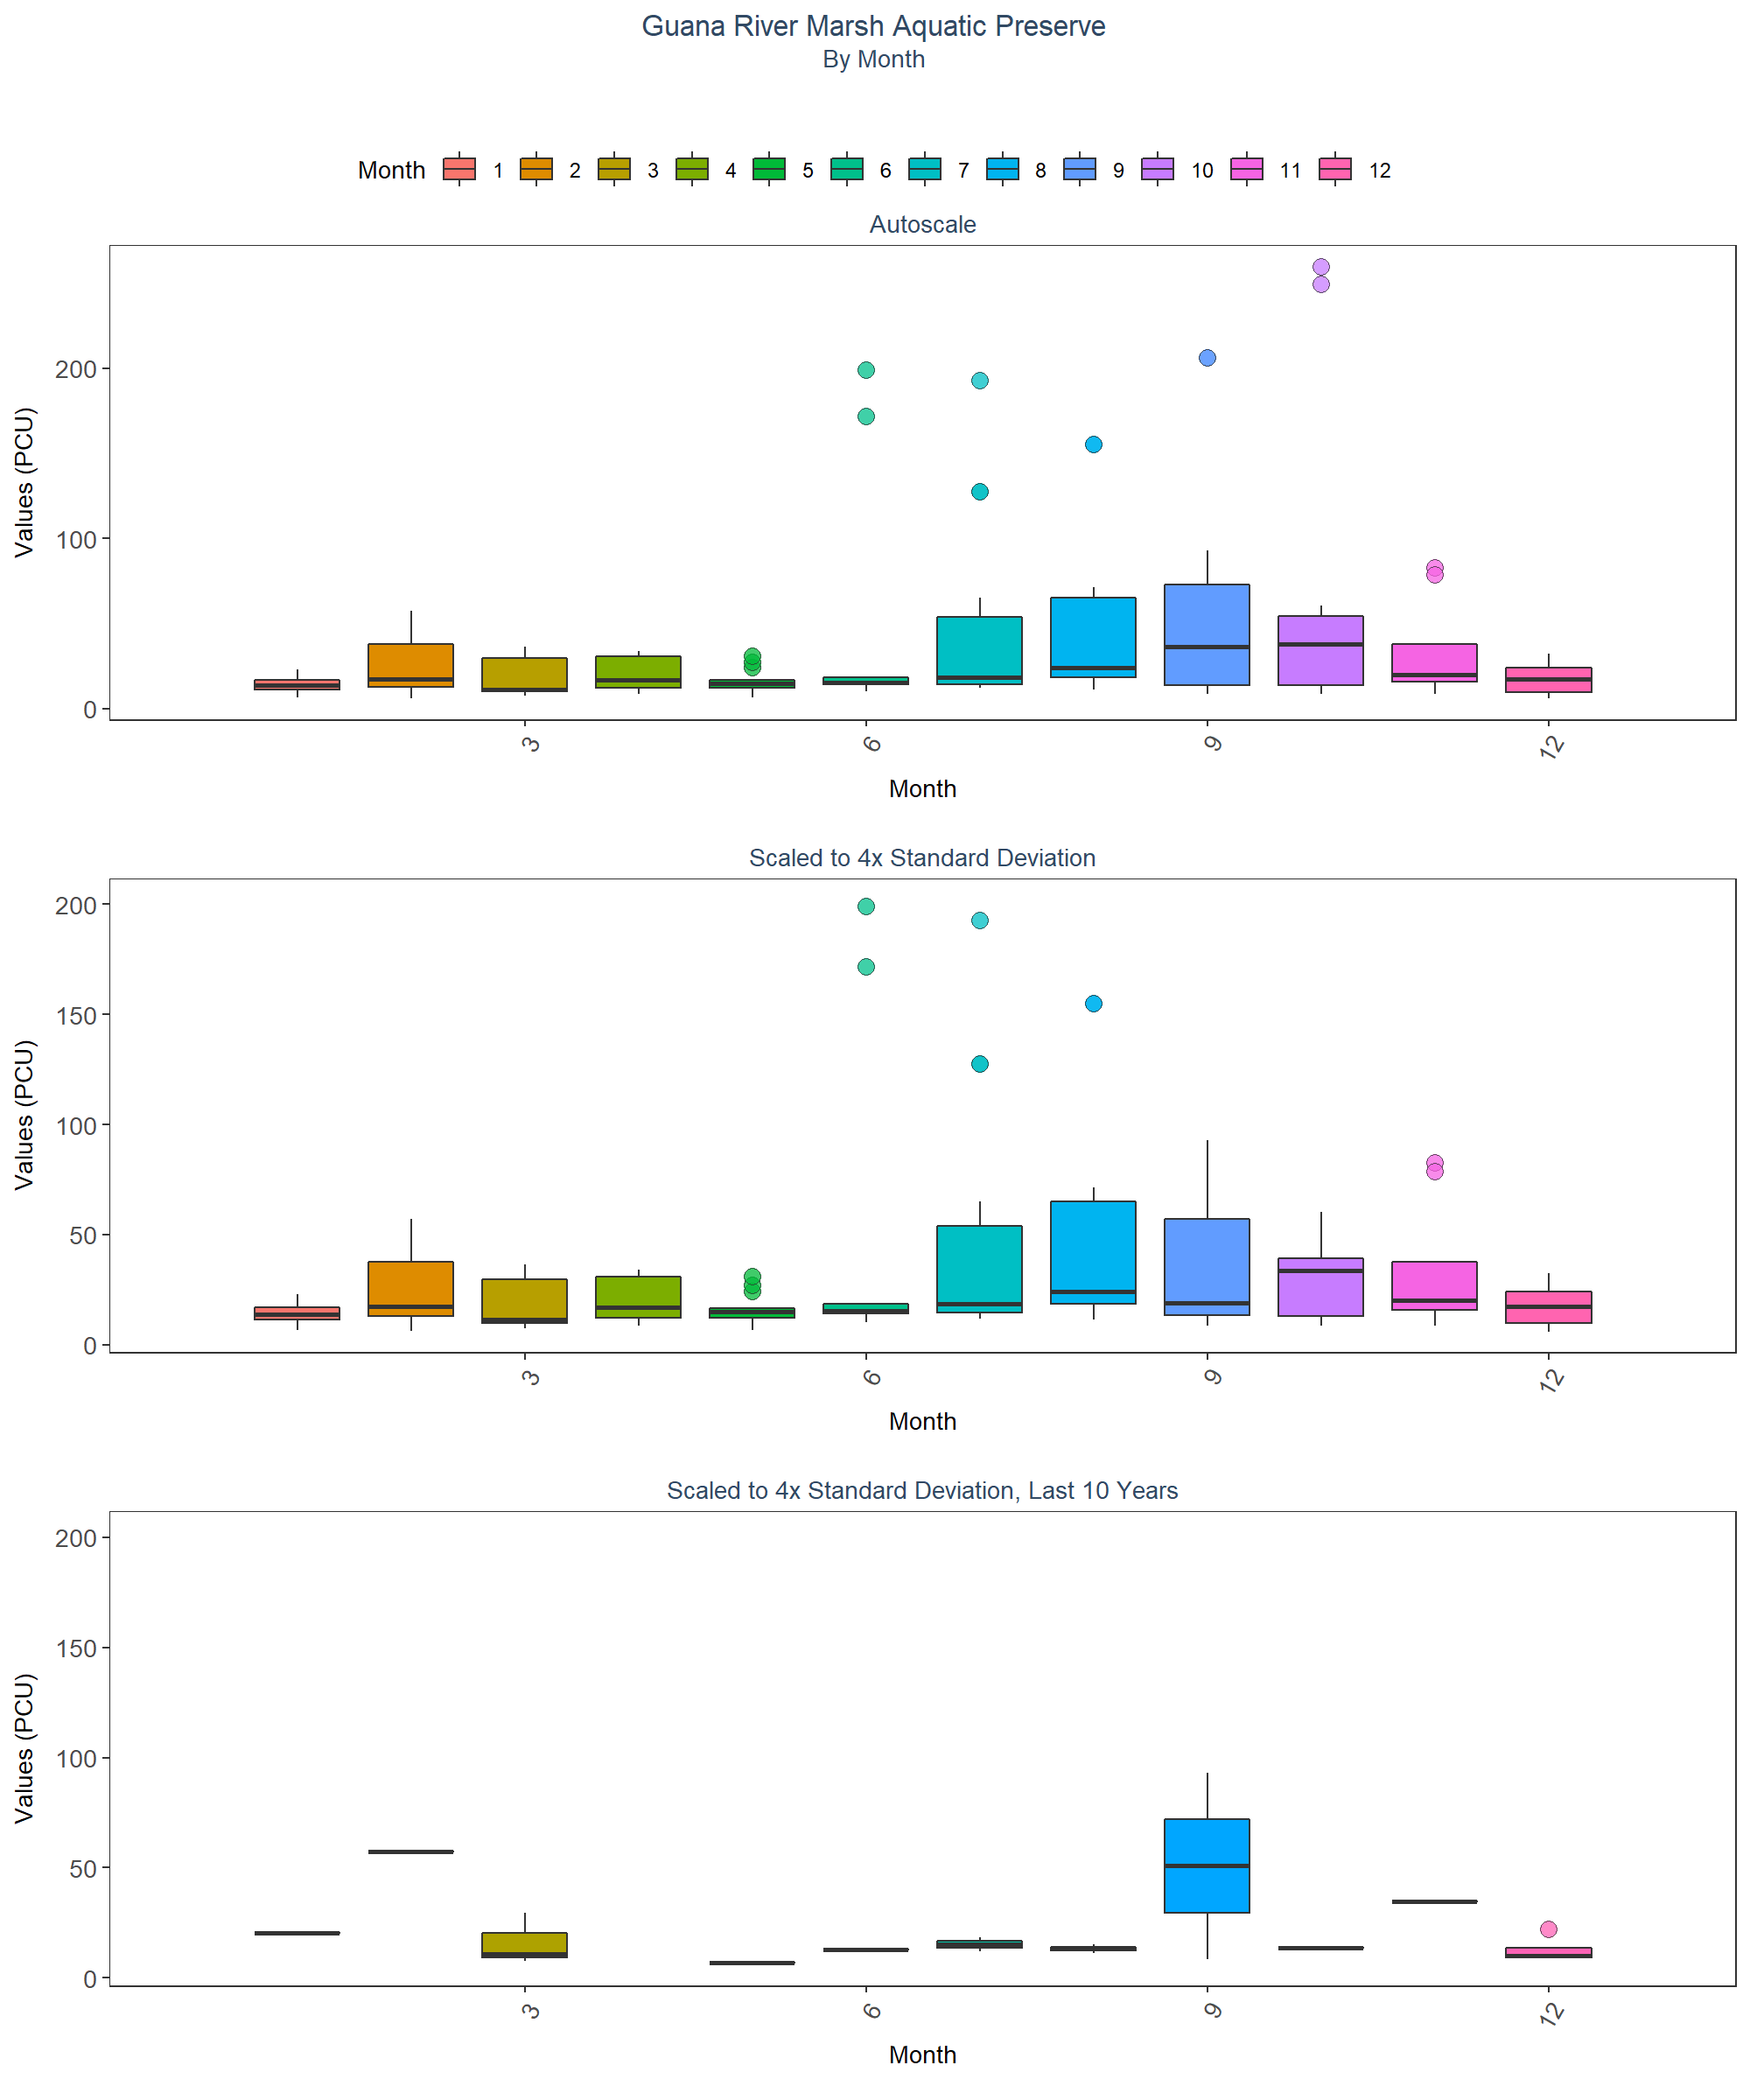 Guana River Marsh Aquatic Preserve
By Month
Month 1 2 3 4 5 6 7 8 9 10 11 12
Autoscale
Values (PCU)
200
100
0
3 6 9 12
Month
Scaled to 4x Standard Deviation
Values (PCU)
200
150
100
50
0
3 6 9 12
Month
Scaled to 4x Standard Deviation, Last 10 Years
Values (PCU)
200
150
100
50
0
3 6 9 12
Month